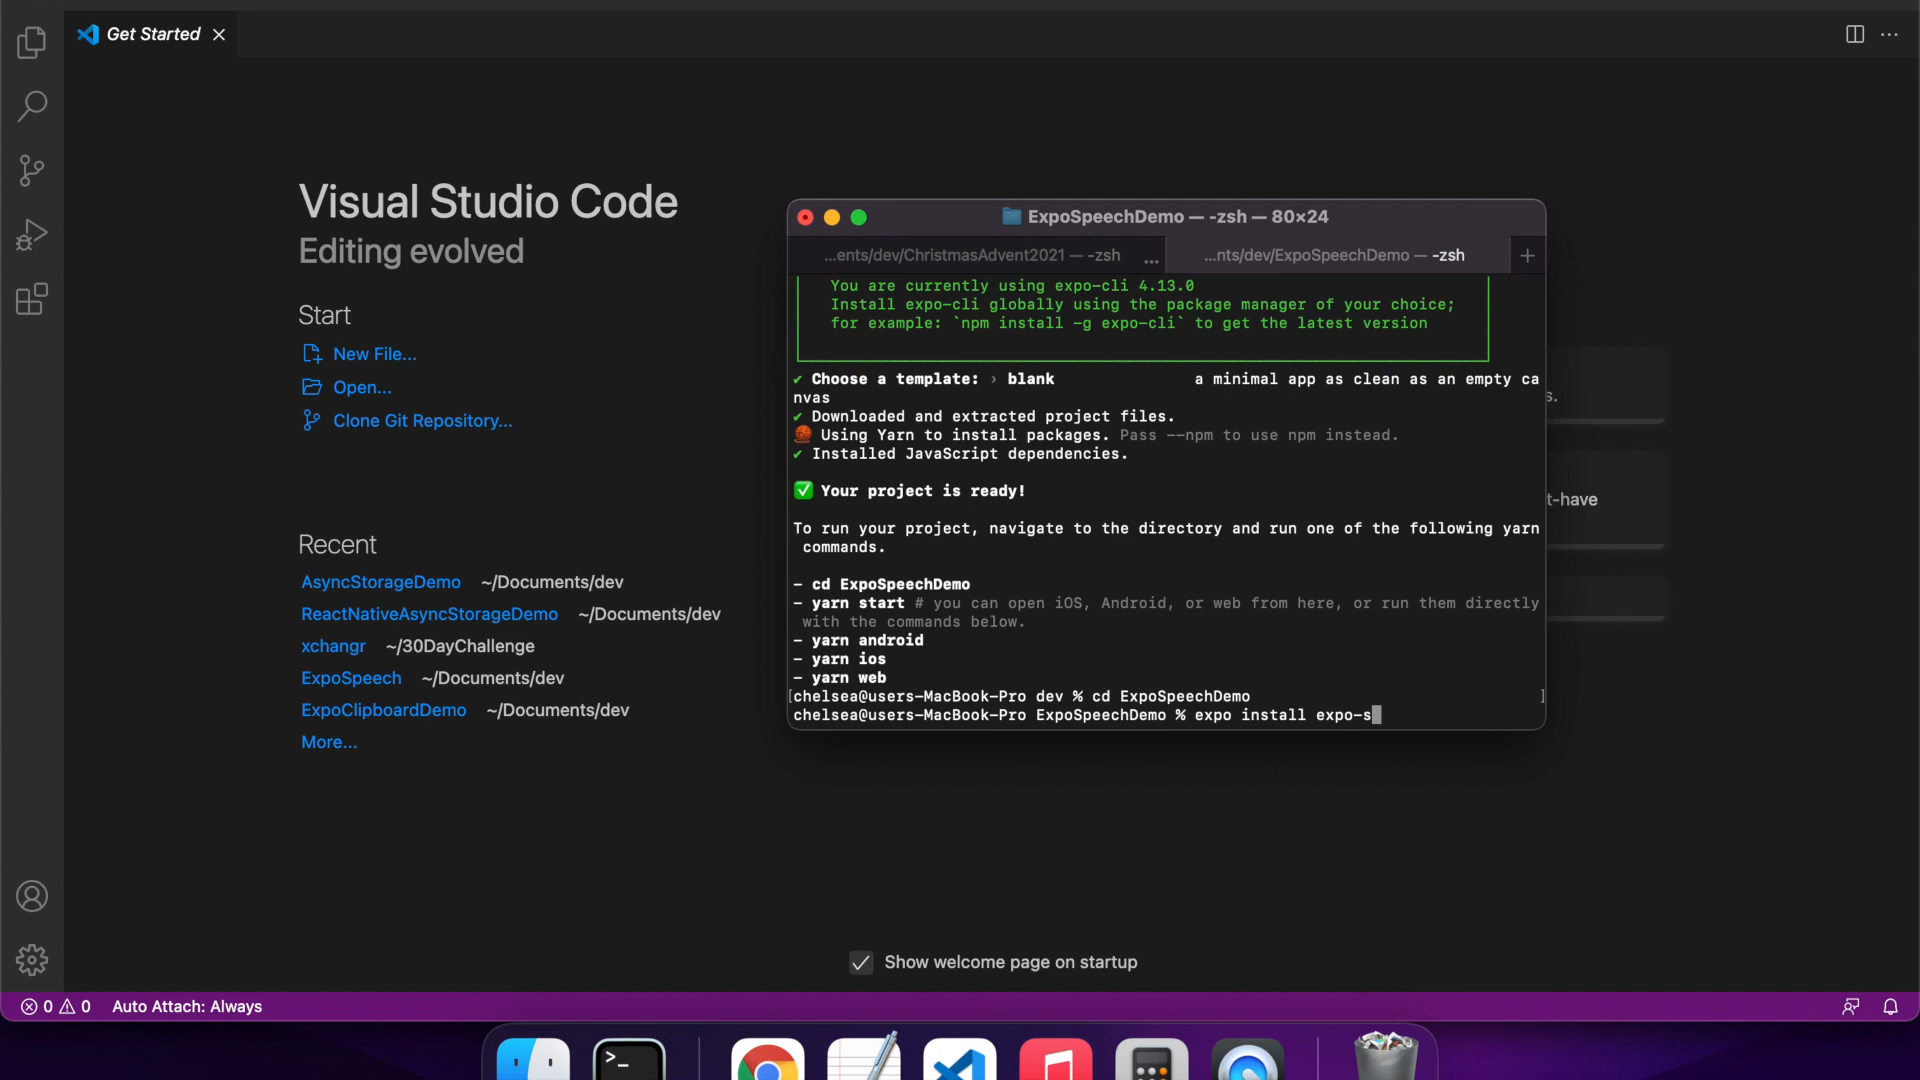 Get Started
Visual Studio Code
Editing evolved
Start
New File...
Open...
Clone Git Repository...
Recent
AsyncStorageDemo ~/Documents/dev
ReactNativeAsyncStorageDemo ~/Documents/dev
xchangr ~/30DayChallenge
ExpoSpeech ~/Documents/dev
ExpoClipboardDemo ~/Documents/dev
More...
ExpoSpeechDemo — -zsh — 80×24
...ents/dev/ChristmasAdvent2021 — -zsh ... ...nts/dev/ExpoSpeechDemo — -zsh +
You are currently using expo-cli 4.13.0
Install expo-cli globally using the package manager of your choice;
for example: `npm install -g expo-cli` to get the latest version
✔ Choose a template: › blank a minimal app as clean as an empty ca
nvas
✔ Downloaded and extracted project files.
🧶 Using Yarn to install packages. Pass --npm to use npm instead.
✔ Installed JavaScript dependencies.
✅ Your project is ready!
To run your project, navigate to the directory and run one of the following yarn
commands.
- cd ExpoSpeechDemo
- yarn start # you can open iOS, Android, or web from here, or run them directly
with the commands below.
- yarn android
- yarn ios
- yarn web
[chelsea@users-MacBook-Pro dev % cd ExpoSpeechDemo ]
chelsea@users-MacBook-Pro ExpoSpeechDemo % expo install expo-s
s.
t-have
Show welcome page on startup
0 0 Auto Attach: Always
>_